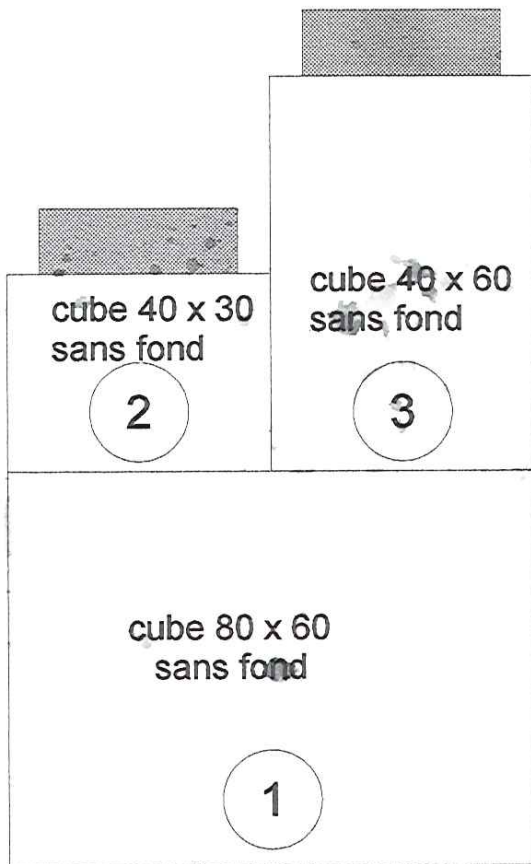 cube 40 x 30
sans fond
2
cube 40 x 60
sans fond
3
cube 80 x 60
sans fond
1